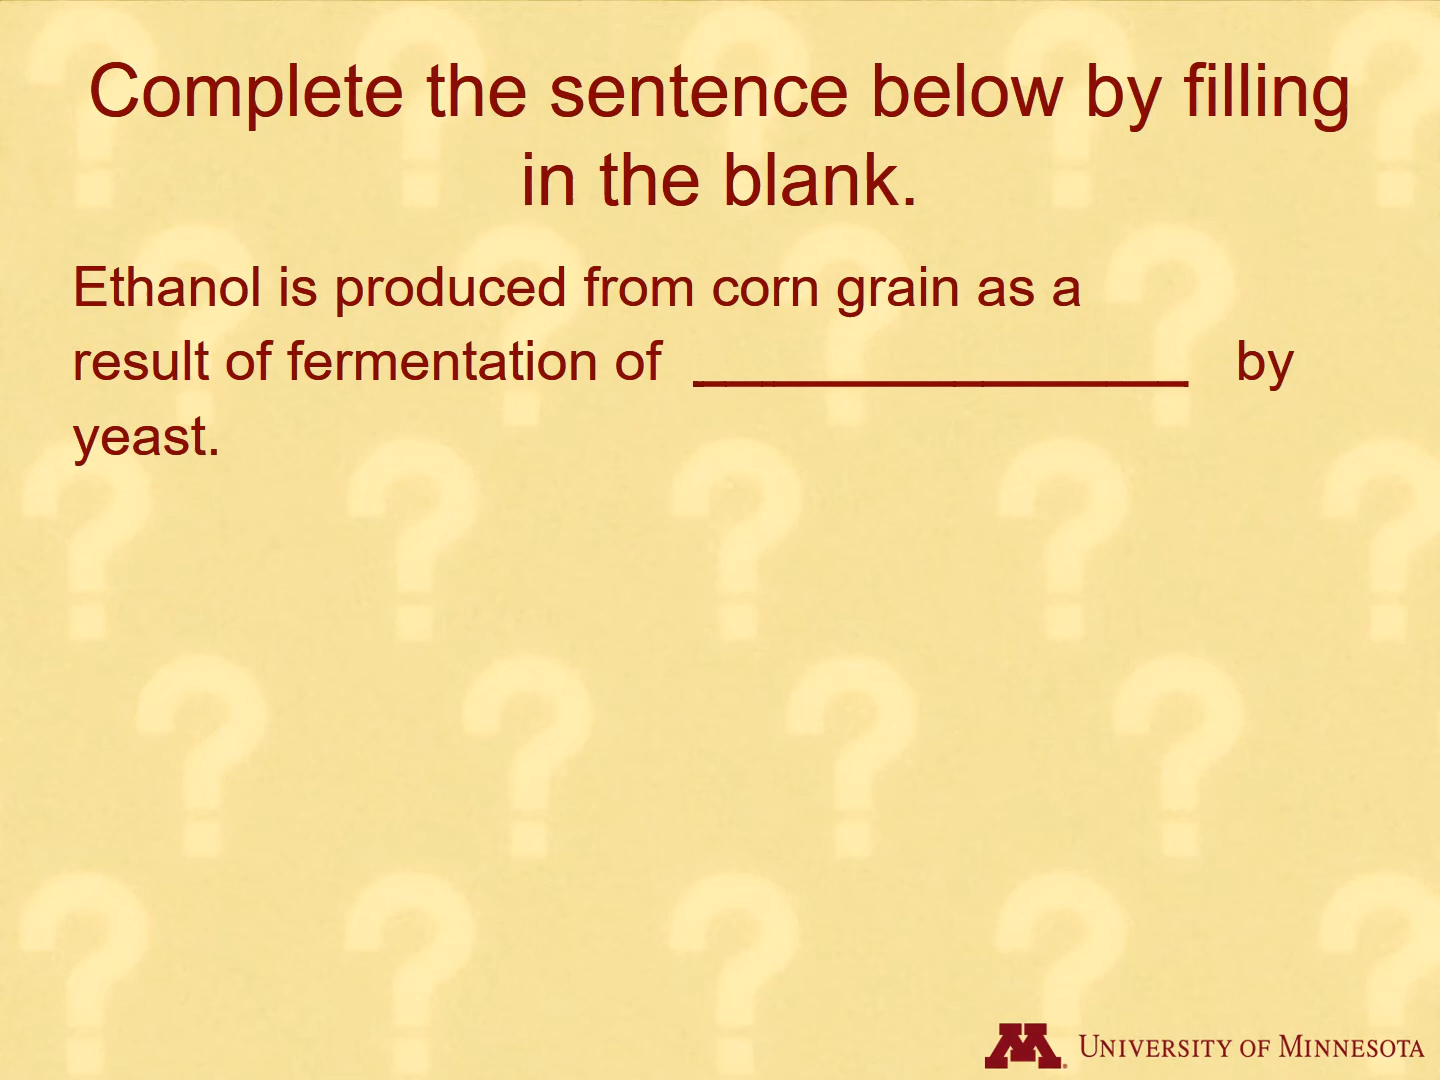 Complete the sentence below by filling
in the blank.
Ethanol is produced from corn grain as a
result of fermentation of __________________ by
yeast.
M
UNIVERSITY OF MINNESOTA